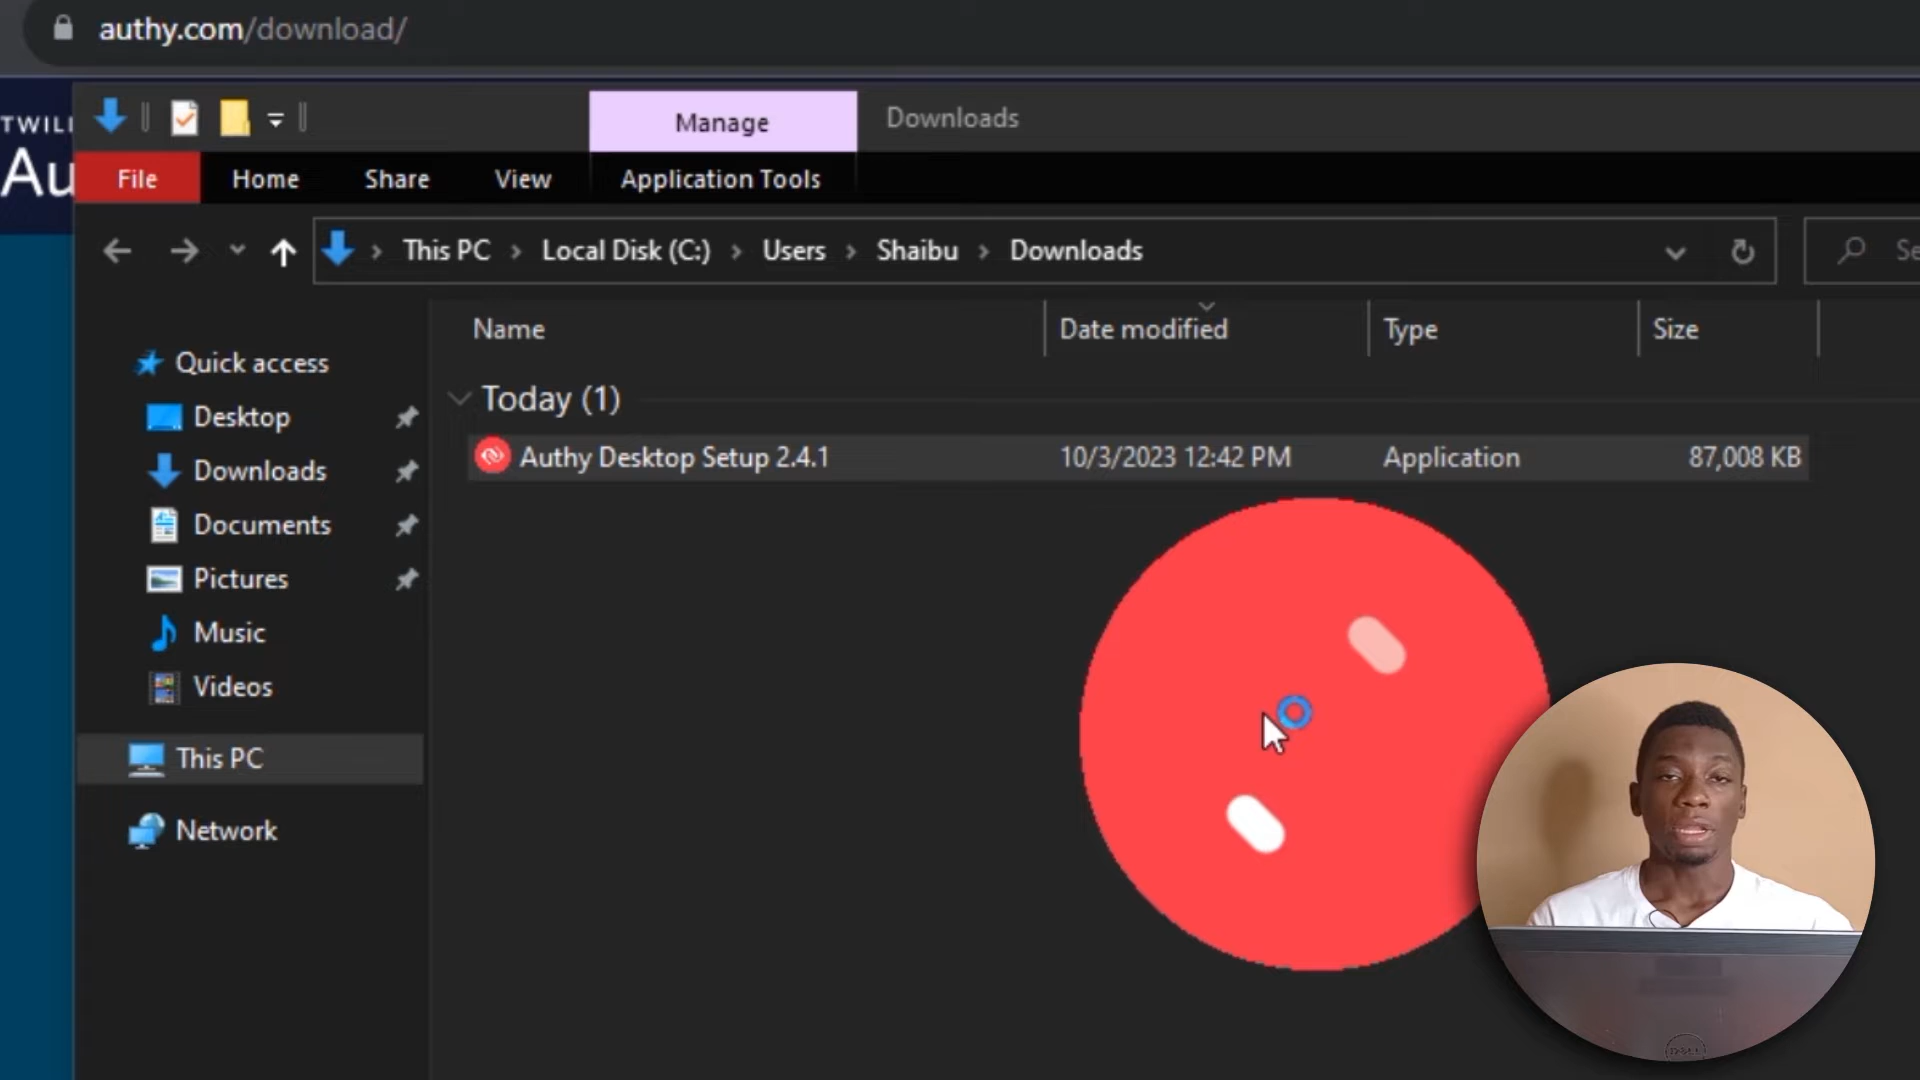 authy.com/download/
TWILI
Au
Manage
Downloads
File
Home
Share
View
Application Tools
This PC
Local Disk (C:)
Users
Shaibu
Downloads
Se
Name
Date modified
Type
Size
Quick access
Desktop
Downloads
Documents
Pictures
Music
Videos
This PC
Network
Today (1)
Authy Desktop Setup 2.4.1
10/3/2023 12:42 PM
Application
87,008 KB
DELL